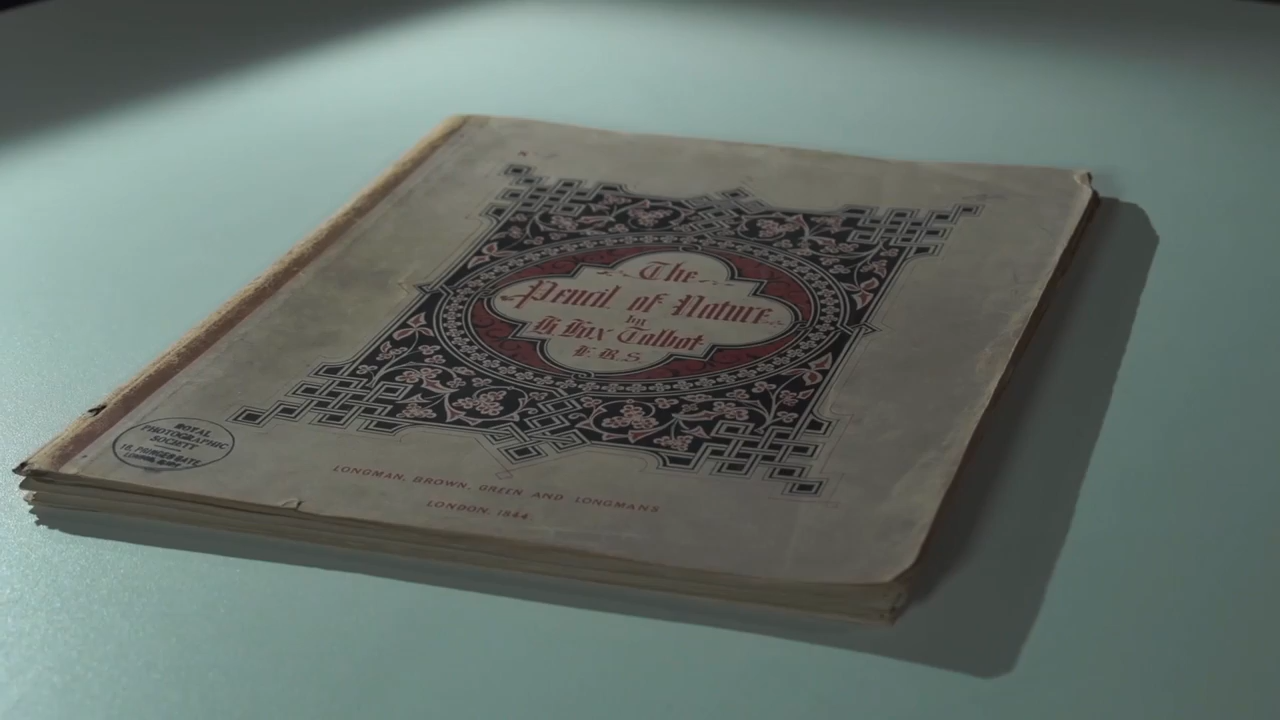 The
Pencil of Nature
by
H. Fox Talbot
F.R.S.
ROYAL
PHOTOGRAPHIC
SOCIETY
LONGMAN, BROWN, GREEN AND LONGMANS
LONDON, 1844.